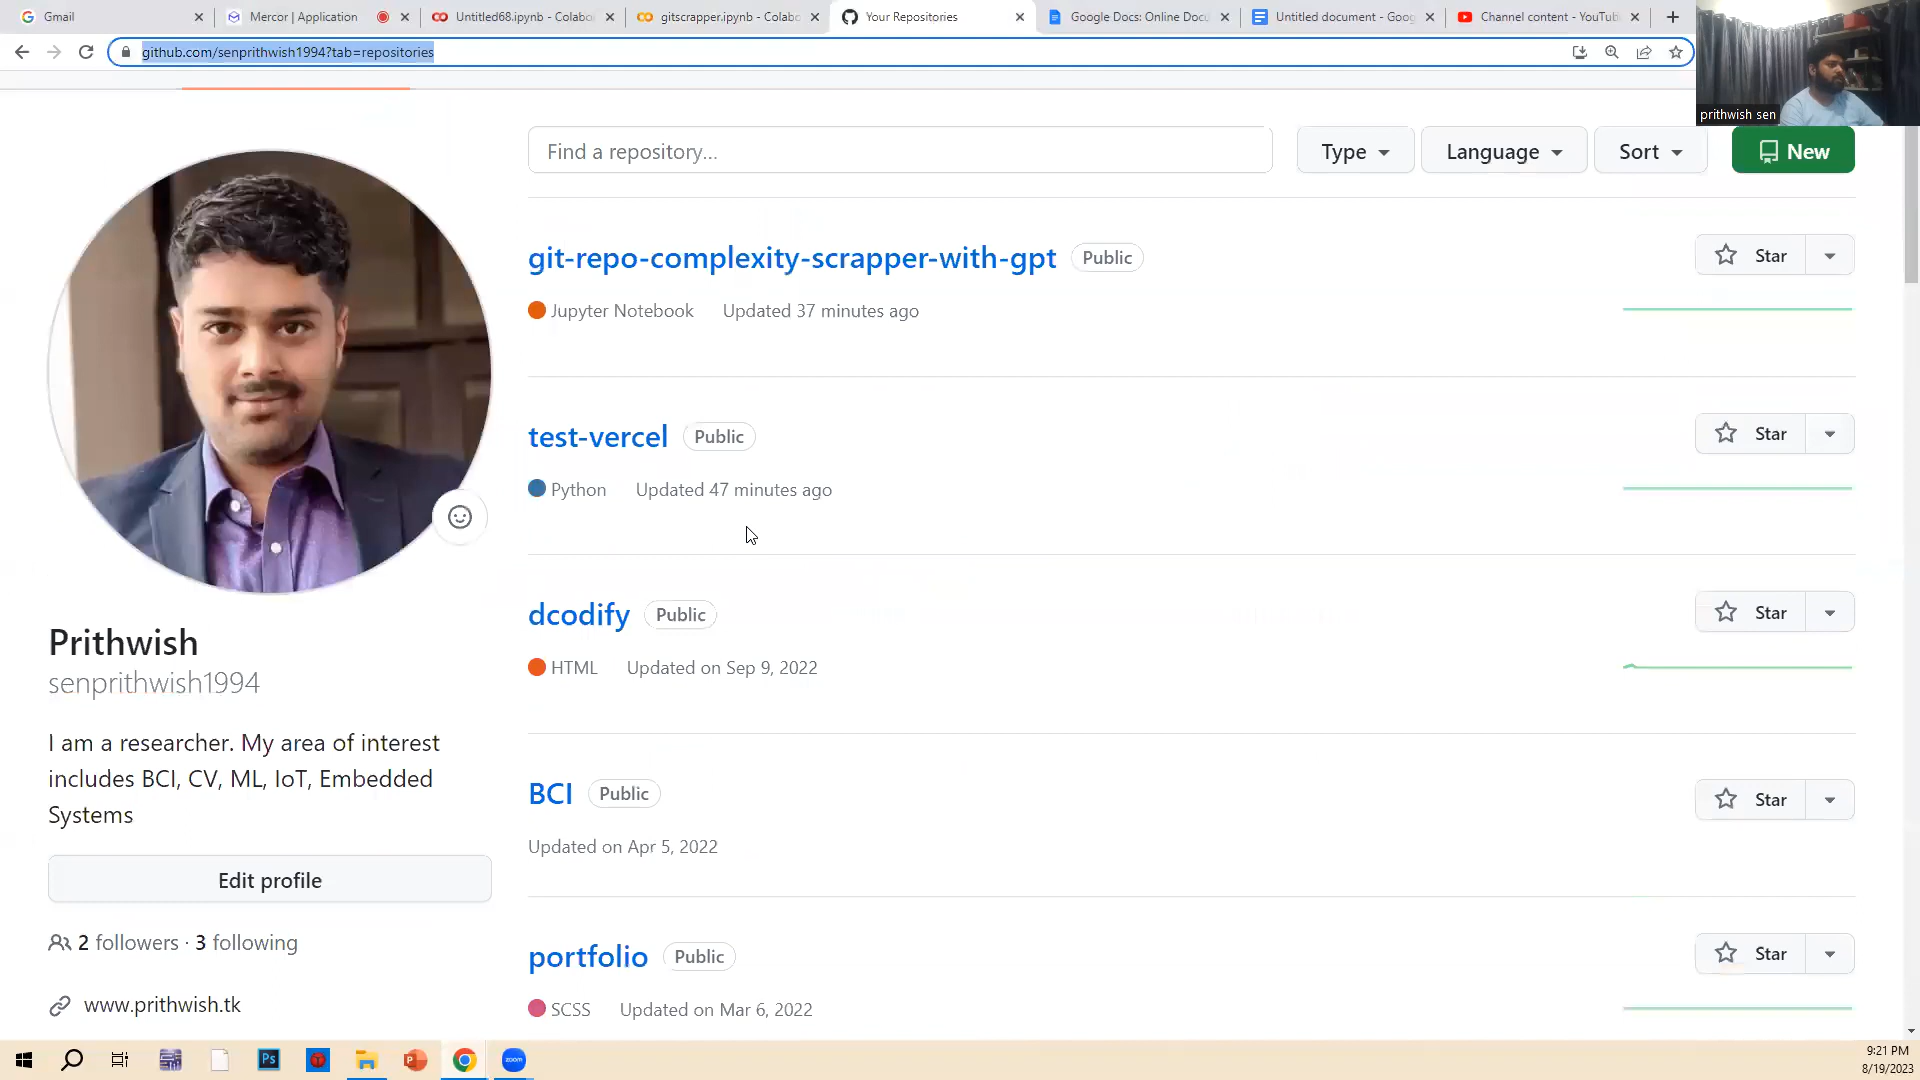 Gmail
Mercor | Application
Untitled68.ipynb - Colabo
gitscrapper.ipynb - Colabo
Your Repositories
Google Docs: Online Docu
Untitled document - Goog
Channel content - YouTub
github.com/senprithwish1994?tab=repositories
prithwish sen
Find a repository...
Type
Language
Sort
New
git-repo-complexity-scrapper-with-gpt Public
Star
Jupyter Notebook Updated 37 minutes ago
test-vercel Public
Star
Python Updated 47 minutes ago
dcodify Public
Star
HTML Updated on Sep 9, 2022
BCI Public
Star
Updated on Apr 5, 2022
portfolio Public
Star
SCSS Updated on Mar 6, 2022
Prithwish
senprithwish1994
I am a researcher. My area of interest
includes BCI, CV, ML, IoT, Embedded
Systems
Edit profile
2 followers · 3 following
www.prithwish.tk
Ps
zoom
9:21 PM
8/19/2023